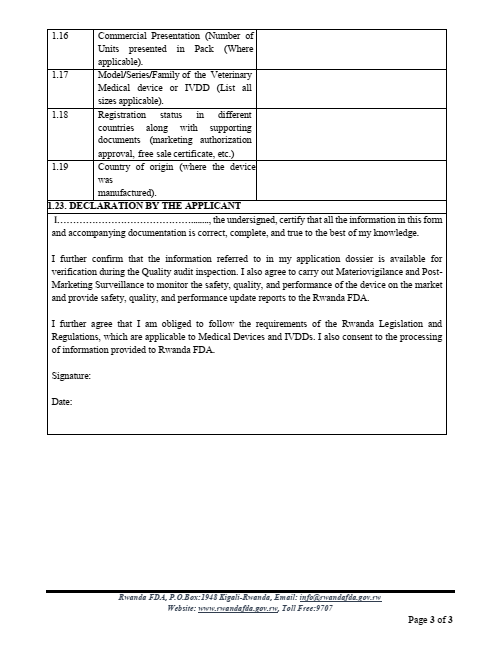 1.16 Commercial Presentation (Number of
Units presented in Pack (Where
applicable).
1.17 Model/Series/Family of the Veterinary
Medical device or IVDD (List all
sizes applicable).
1.18 Registration status in different
countries along with supporting
documents (marketing authorization
approval, free sale certificate, etc.)
1.19 Country of origin (where the device
was
manufactured).
1.23. DECLARATION BY THE APPLICANT
I……………………………………........., the undersigned, certify that all the information in this form
and accompanying documentation is correct, complete, and true to the best of my knowledge.
I further confirm that the information referred to in my application dossier is available for
verification during the Quality audit inspection. I also agree to carry out Materiovigilance and Post-
Marketing Surveillance to monitor the safety, quality, and performance of the device on the market
and provide safety, quality, and performance update reports to the Rwanda FDA.
I further agree that I am obliged to follow the requirements of the Rwanda Legislation and
Regulations, which are applicable to Medical Devices and IVDDs. I also consent to the processing
of information provided to Rwanda FDA.
Signature:
Date:
Rwanda FDA, P.O.Box:1948 Kigali-Rwanda, Email: info@rwandafda.gov.rw
Website: www.rwandafda.gov.rw, Toll Free:9707
Page 3 of 3